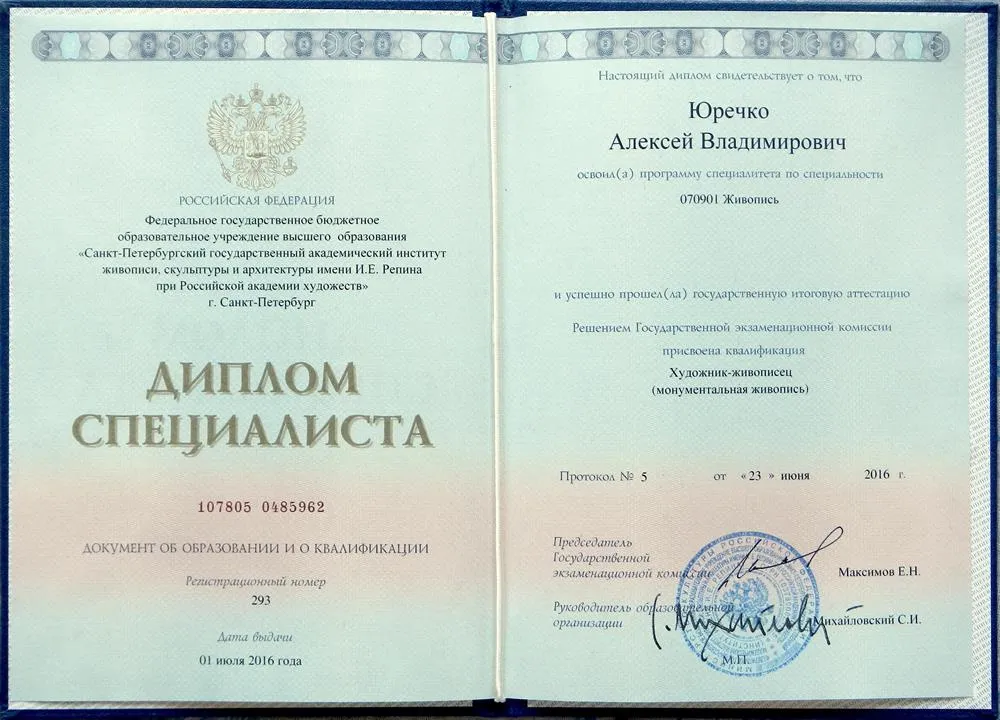 РОССИЙСКАЯ ФЕДЕРАЦИЯ
Федеральное государственное бюджетное
образовательное учреждение высшего образования
«Санкт-Петербургский государственный академический институт
живописи, скульптуры и архитектуры имени И.Е. Репина
при Российской академии художеств»
г. Санкт-Петербург
ДИПЛОМ
СПЕЦИАЛИСТА
107805 0485962
ДОКУМЕНТ ОБ ОБРАЗОВАНИИ И О КВАЛИФИКАЦИИ
Регистрационный номер
293
Дата выдачи
01 июля 2016 года
Настоящий диплом свидетельствует о том, что
Юречко
Алексей Владимирович
освоил(а) программу специалитета по специальности
070901 Живопись
и успешно прошел(ла) государственную итоговую аттестацию
Решением Государственной экзаменационной комиссии
присвоена квалификация
Художник-живописец
(монументальная живопись)
Протокол № 5 от «23 » июня 2016 г.
Председатель
Государственной
экзаменационной комиссии Максимов Е.Н.
Руководитель образовательной
организации Михайловский С.И.
М.П.